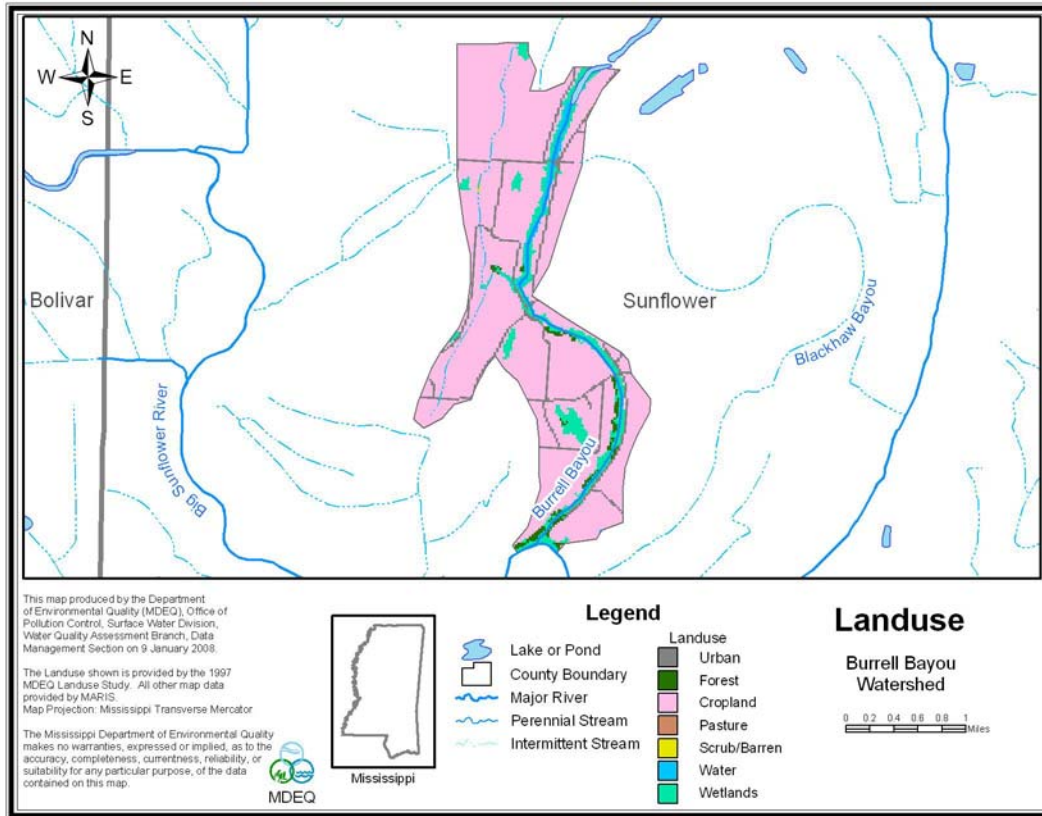 N
W E
S
Bolivar
Sunflower
Big Sunflower River
Burrell Bayou
Blackhaw Bayou
This map produced by the Department
of Environmental Quality (MDEQ), Office of
Pollution Control, Surface Water Division,
Water Quality Assessment Branch, Data
Management Section on 9 January 2008.
The Landuse shown is provided by the 1997
MDEQ Landuse Study. All other map data
provided by MARIS.
Map Projection: Mississippi Transverse Mercator
The Mississippi Department of Environmental Quality
makes no warranties, expressed or implied, as to the
accuracy, completeness, currentness, reliability, or
suitability for any particular purpose, of the data
contained on this map.
MDEQ
Mississippi
Legend
Lake or Pond
County Boundary
Major River
Perennial Stream
Intermittent Stream
Landuse
Urban
Forest
Cropland
Pasture
Scrub/Barren
Water
Wetlands
Landuse
Burrell Bayou
Watershed
0 0.2 0.4 0.6 0.8 1
Miles